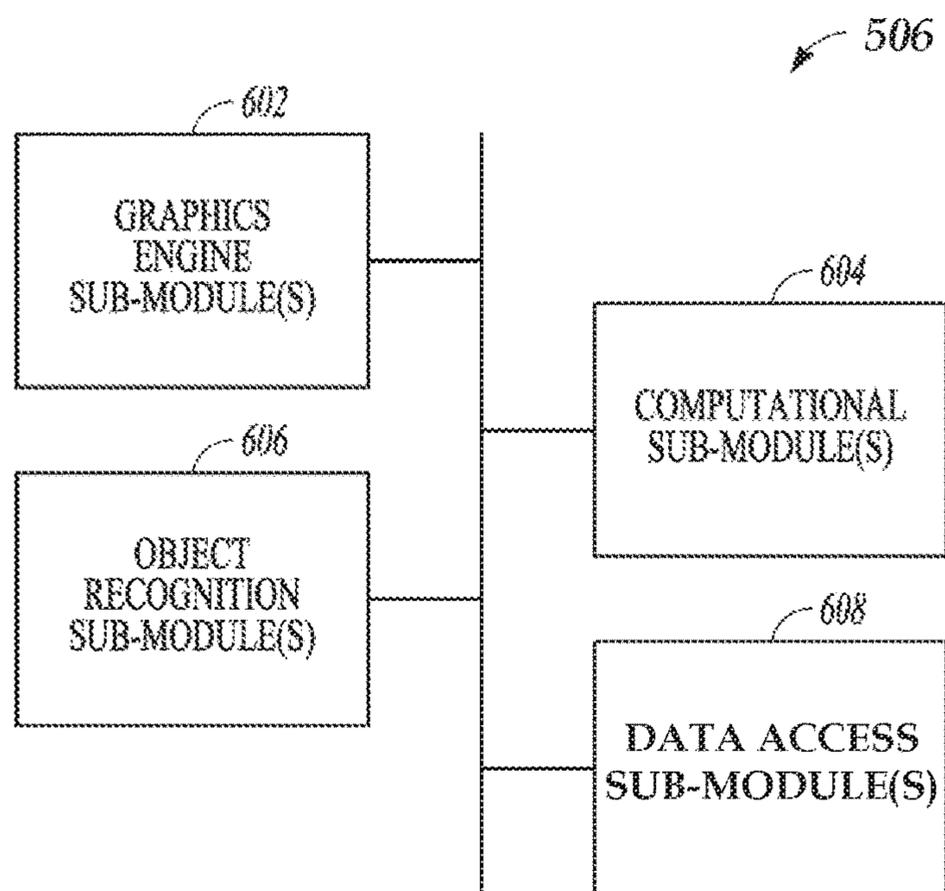 506
602
GRAPHICS
ENGINE
SUB-MODULE(S)
604
COMPUTATIONAL
SUB-MODULE(S)
606
OBJECT
RECOGNITION
SUB-MODULE(S)
608
DATA ACCESS
SUB-MODULE(S)